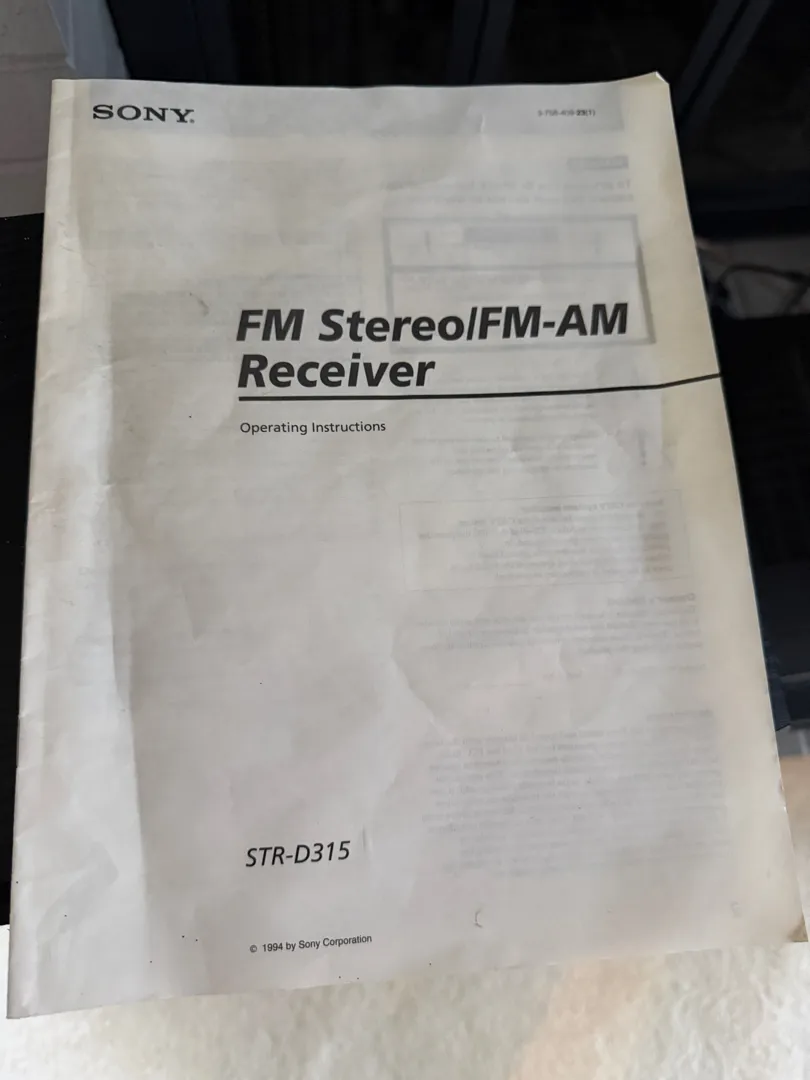 SONY
FM Stereo/FM-AM
Receiver
Operating Instructions
STR-D315
© 1994 by Sony Corporation